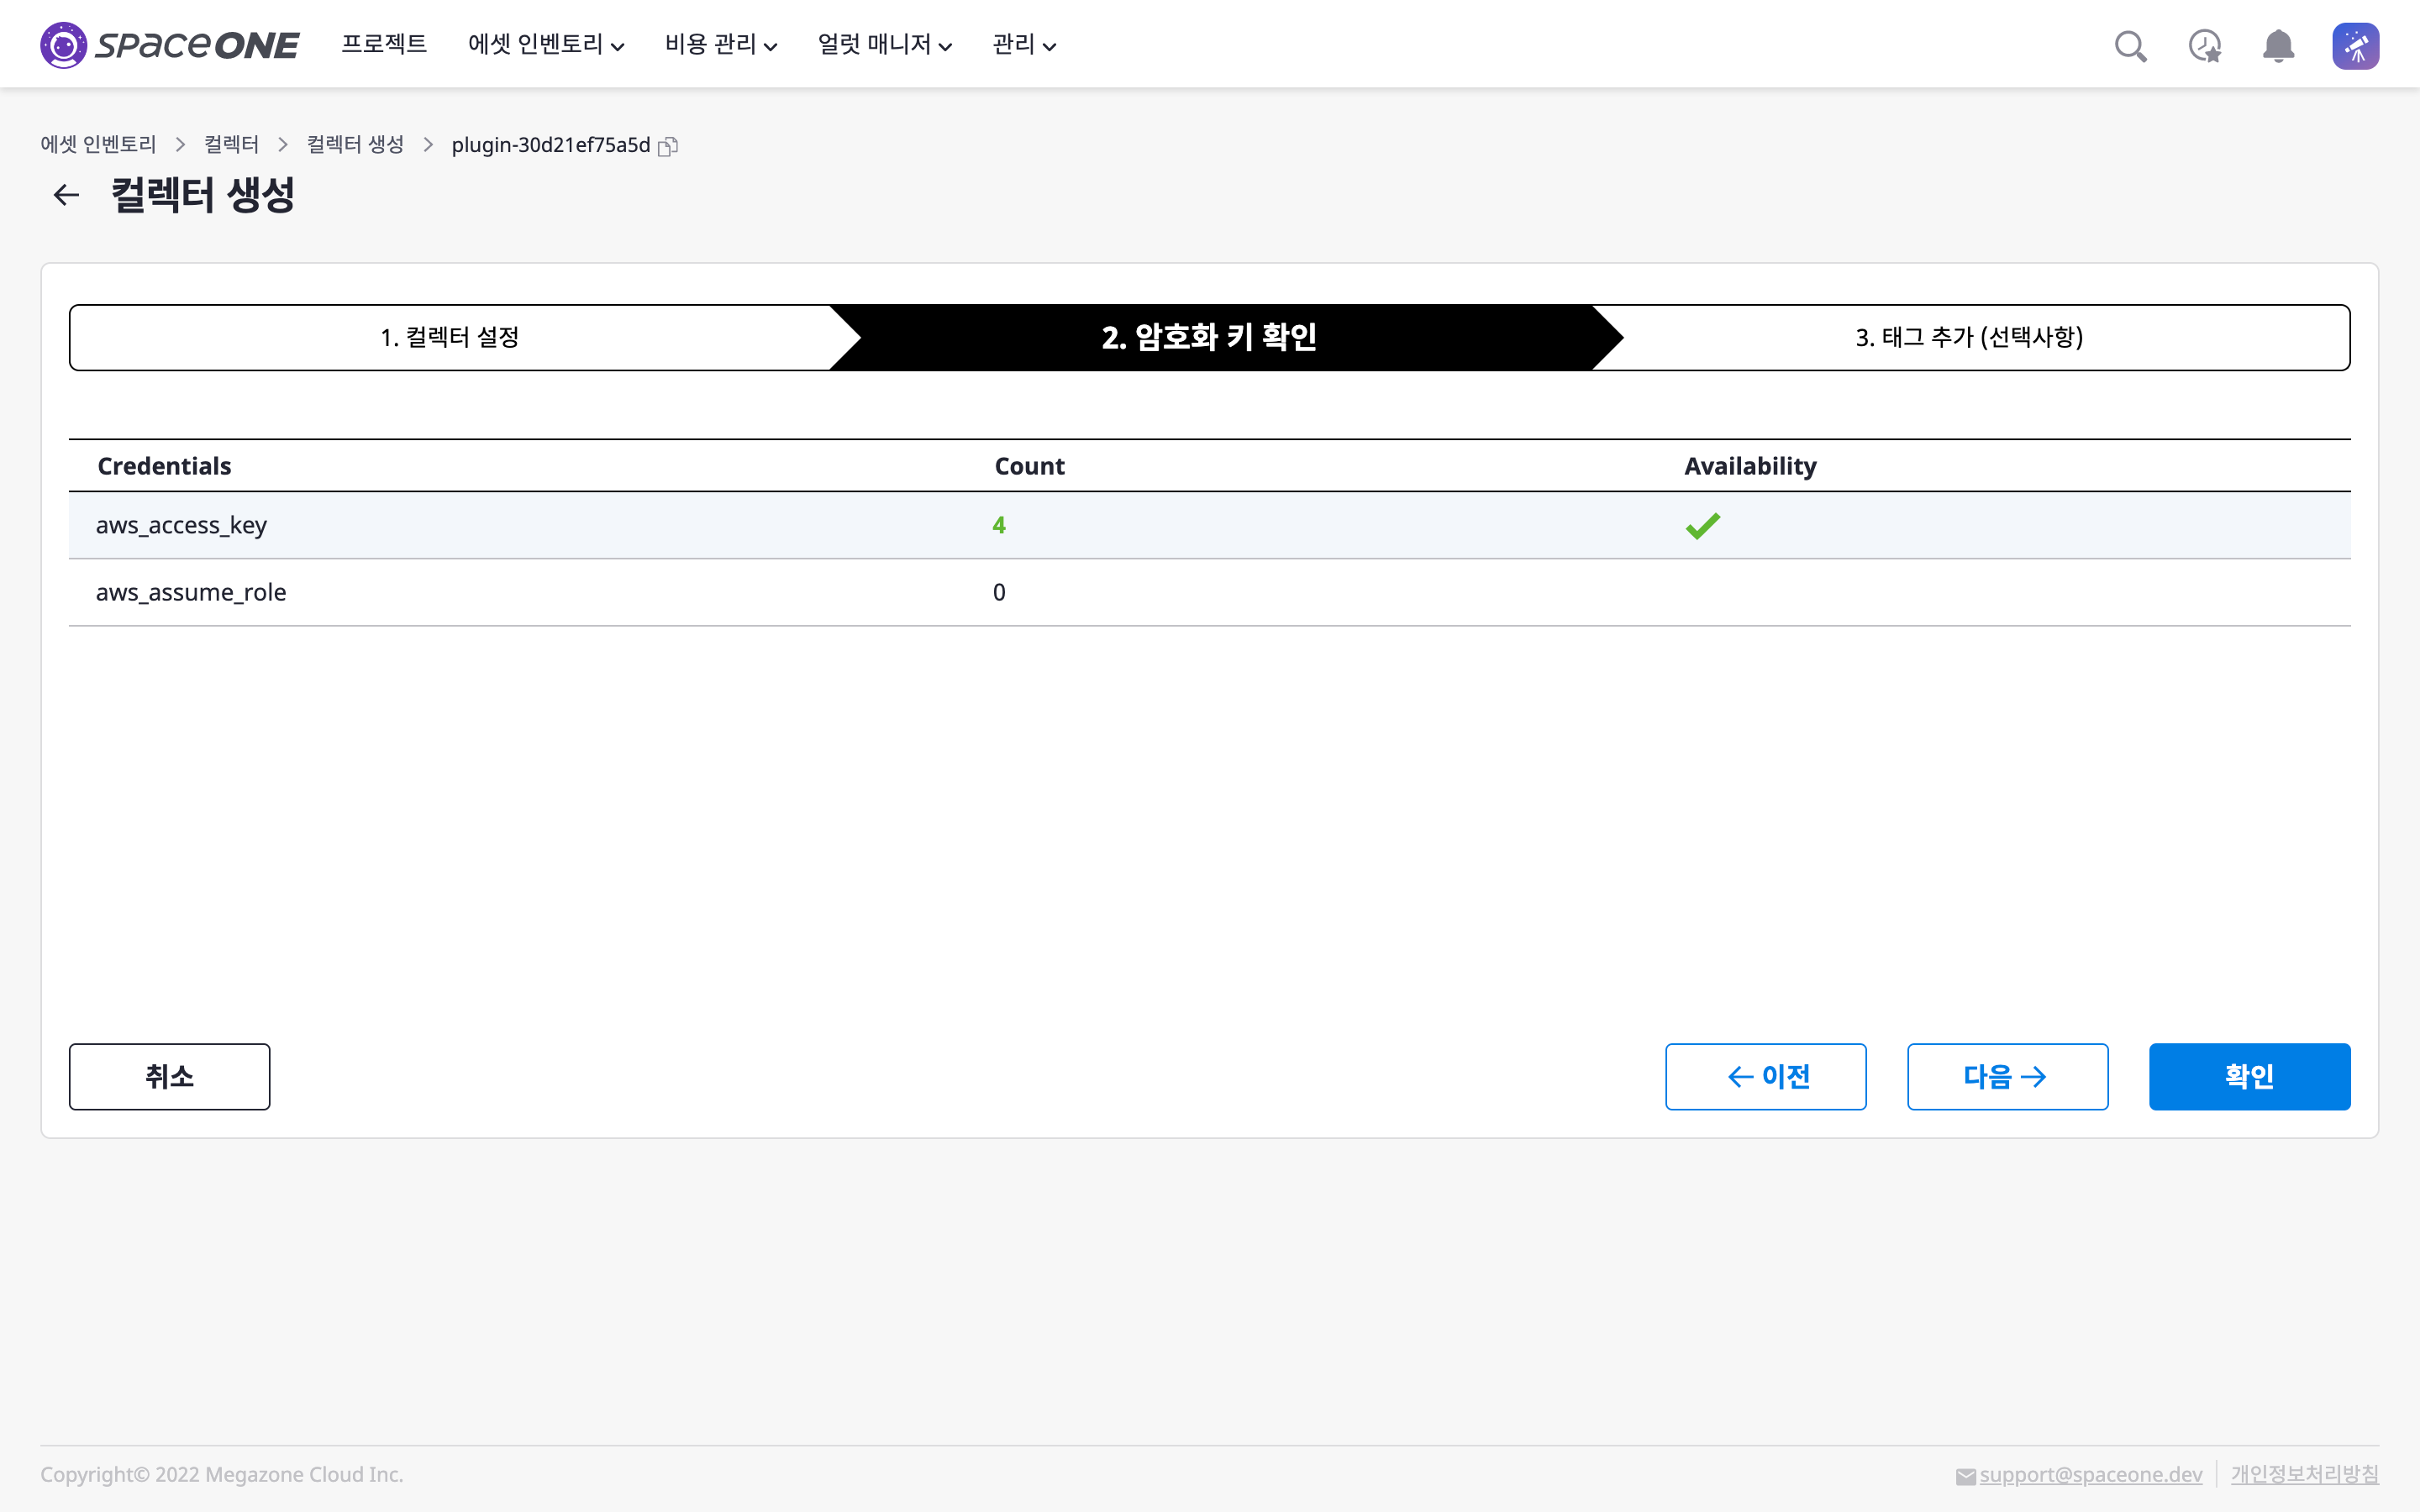 spaceONE 프로젝트 에셋 인벤토리 비용 관리 얼럿 매니저 관리
에셋 인벤토리 > 컬렉터 > 컬렉터 생성 > plugin-30d21ef75a5d
← 컬렉터 생성
1. 컬렉터 설정 2. 암호화 키 확인 3. 태그 추가 (선택사항)
Credentials Count Availability
aws_access_key 4
aws_assume_role 0
취소 ← 이전 다음 → 확인
Copyright© 2022 Megazone Cloud Inc. support@spaceone.dev 개인정보처리방침